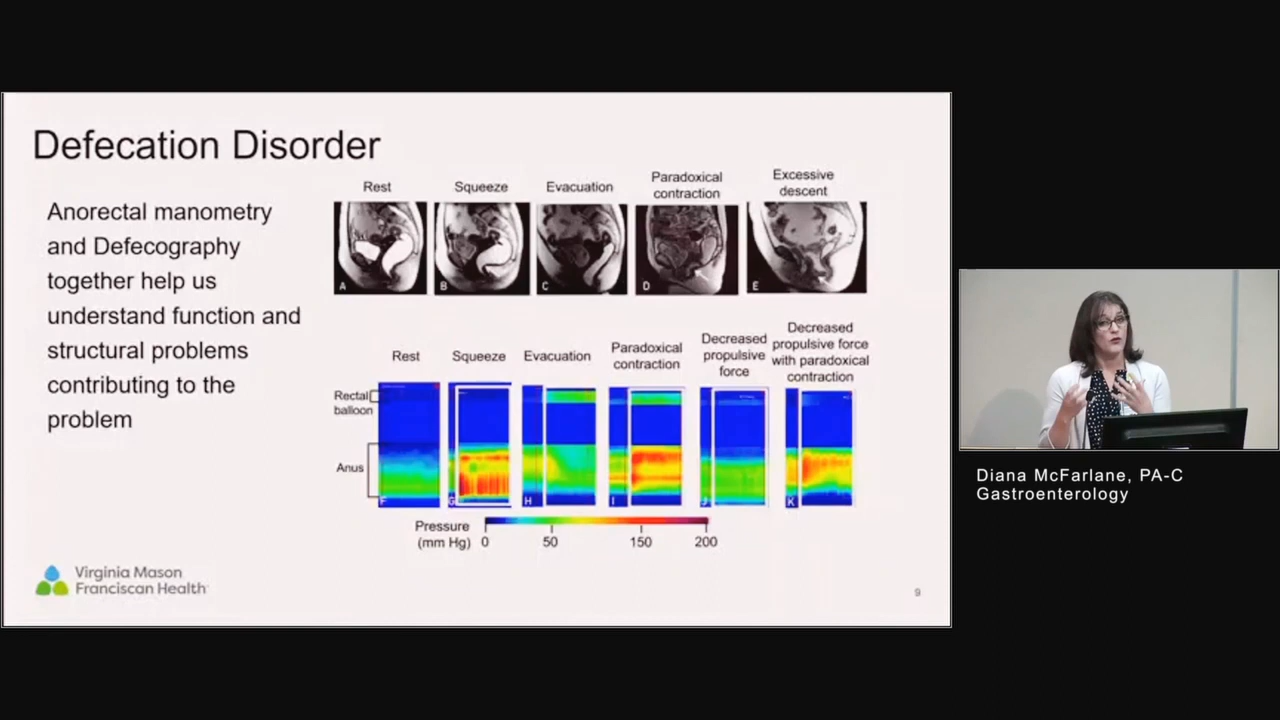 Defecation Disorder
Anorectal manometry
and Defecography
together help us
understand function and
structural problems
contributing to the
problem
Rest
Squeeze
Evacuation
Paradoxical
contraction
Excessive
descent
A
B
C
D
E
Rest
Squeeze
Evacuation
Paradoxical
contraction
Decreased
propulsive
force
Decreased
propulsive force
with paradoxical
contraction
Rectal
balloon
Anus
F
G
H
I
J
K
Pressure
(mm Hg)
0
50
150
200
Virginia Mason
Franciscan Health
9
Diana McFarlane, PA-C
Gastroenterology